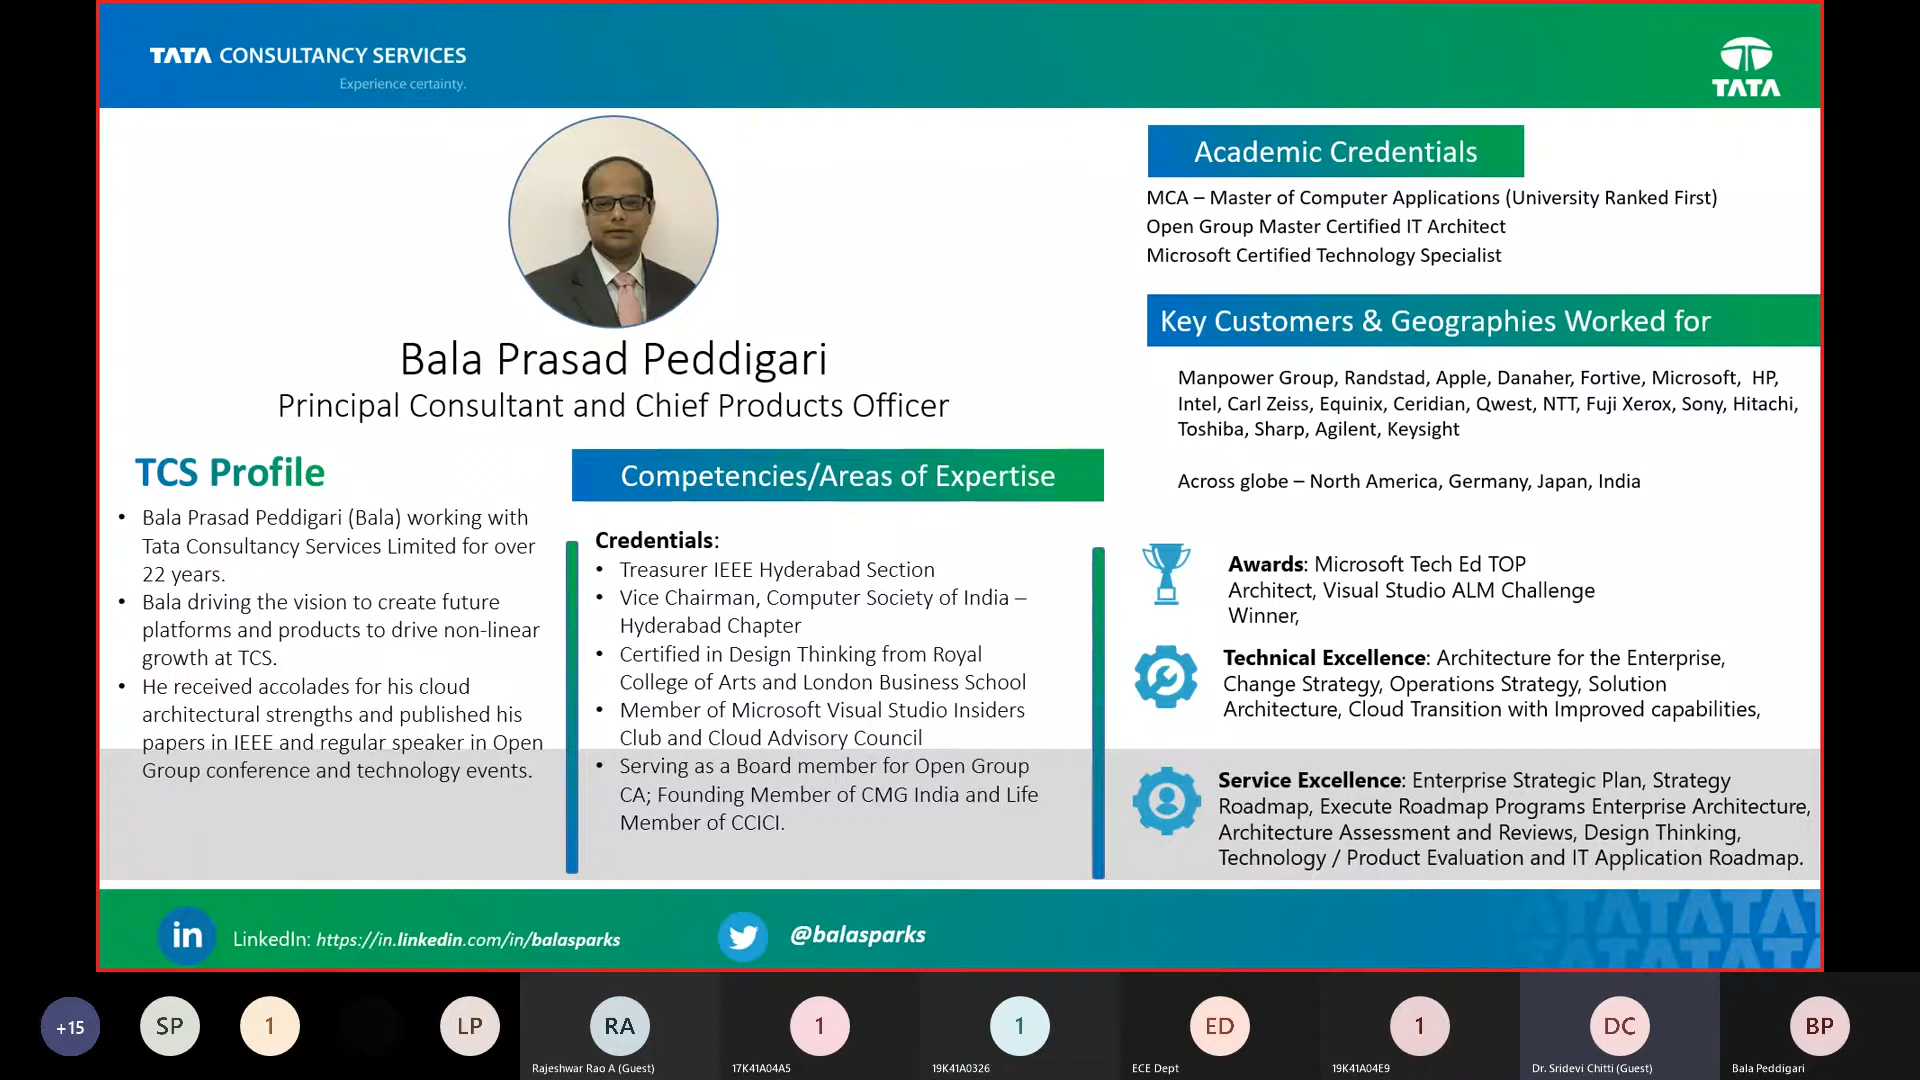 TATA CONSULTANCY SERVICES
Experience certainty.
TATA
Bala Prasad Peddigari
Principal Consultant and Chief Products Officer
TCS Profile
• Bala Prasad Peddigari (Bala) working with
Tata Consultancy Services Limited for over
22 years.
• Bala driving the vision to create future
platforms and products to drive non-linear
growth at TCS.
• He received accolades for his cloud
architectural strengths and published his
papers in IEEE and regular speaker in Open
Group conference and technology events.
Competencies/Areas of Expertise
Credentials:
• Treasurer IEEE Hyderabad Section
• Vice Chairman, Computer Society of India –
Hyderabad Chapter
• Certified in Design Thinking from Royal
College of Arts and London Business School
• Member of Microsoft Visual Studio Insiders
Club and Cloud Advisory Council
• Serving as a Board member for Open Group
CA; Founding Member of CMG India and Life
Member of CCICI.
Academic Credentials
MCA – Master of Computer Applications (University Ranked First)
Open Group Master Certified IT Architect
Microsoft Certified Technology Specialist
Key Customers & Geographies Worked for
Manpower Group, Randstad, Apple, Danaher, Fortive, Microsoft, HP,
Intel, Carl Zeiss, Equinix, Ceridian, Qwest, NTT, Fuji Xerox, Sony, Hitachi,
Toshiba, Sharp, Agilent, Keysight
Across globe – North America, Germany, Japan, India
Awards: Microsoft Tech Ed TOP
Architect, Visual Studio ALM Challenge
Winner,
Technical Excellence: Architecture for the Enterprise,
Change Strategy, Operations Strategy, Solution
Architecture, Cloud Transition with Improved capabilities,
Service Excellence: Enterprise Strategic Plan, Strategy
Roadmap, Execute Roadmap Programs Enterprise Architecture,
Architecture Assessment and Reviews, Design Thinking,
Technology / Product Evaluation and IT Application Roadmap.
in LinkedIn: https://in.linkedin.com/in/balasparks
@balasparks
+15
SP
1
LP
RA
Rajeshwar Rao A (Guest)
1
17K41A04A5
1
19K41A0326
ED
ECE Dept
1
19K41A04E9
DC
Dr. Sridevi Chitti (Guest)
BP
Bala Peddigari